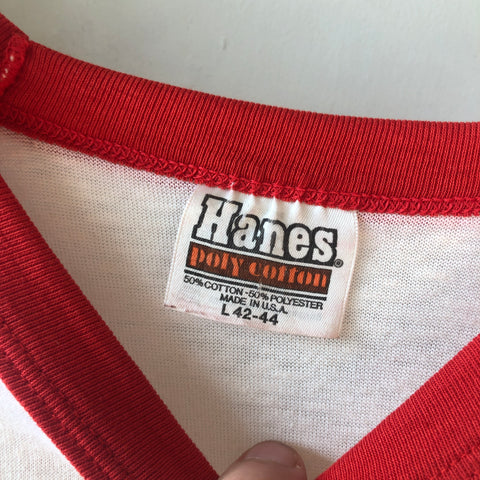 Hanes®
poly cotton
50% COTTON - 50% POLYESTER
MADE IN U.S.A.
L 42-44